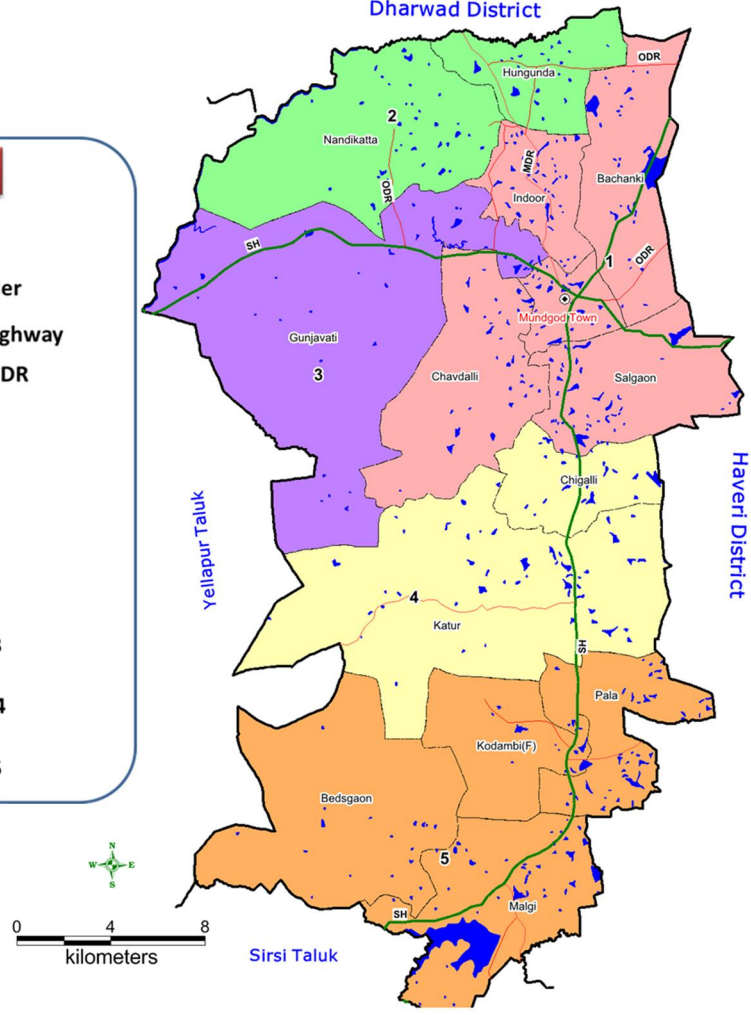 Dharwad District
ODR
Hungunda
2
Nandikatta
MDR
ODR
Bachanki
Indoor
SH
ODR
1
er
Mundgod Town
ghway
Gunjavati
DR
3
Chavdalli
Salgaon
Chigalli
Haveri District
Yellapur Taluk
4
Katur
SH
Pala
4
Kodambi(F)
Bedsgaon
5
N
W E
S
Malgi
SH
0 4 8
kilometers
Sirsi Taluk